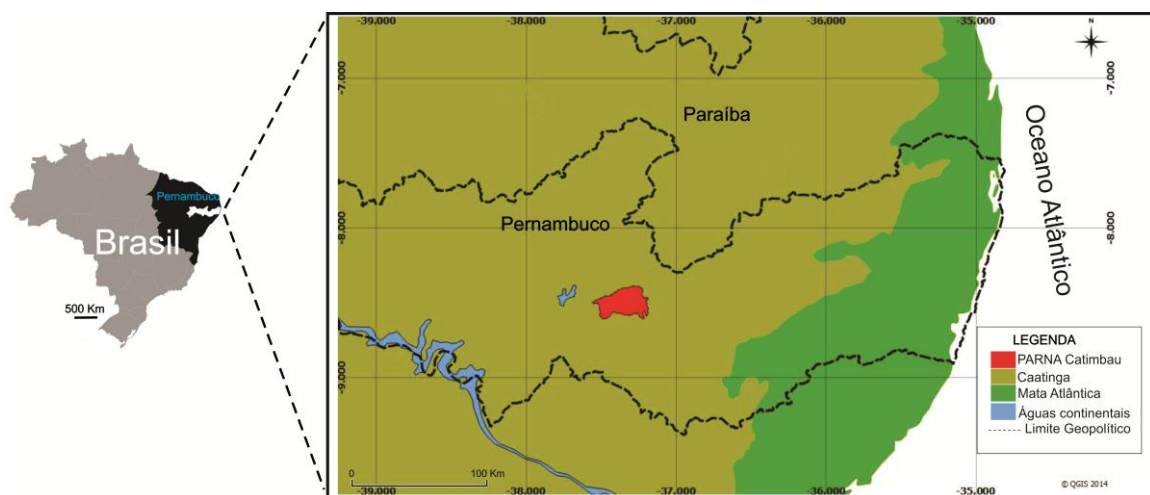 Pernambuco
Brasil
500 Km
-39.000
-38.000
-37.000
-36.000
-35.000
N
-7.000
-7.000
Paraíba
Oceano Atlântico
Pernambuco
-8.000
-8.000
LEGENDA
PARNA Catimbau
Caatinga
Mata Atlântica
Águas continentais
Limite Geopolítico
-9.000
-9.000
0
100 Km
-39.000
-38.000
-37.000
-36.000
-35.000
© QGIS 2014